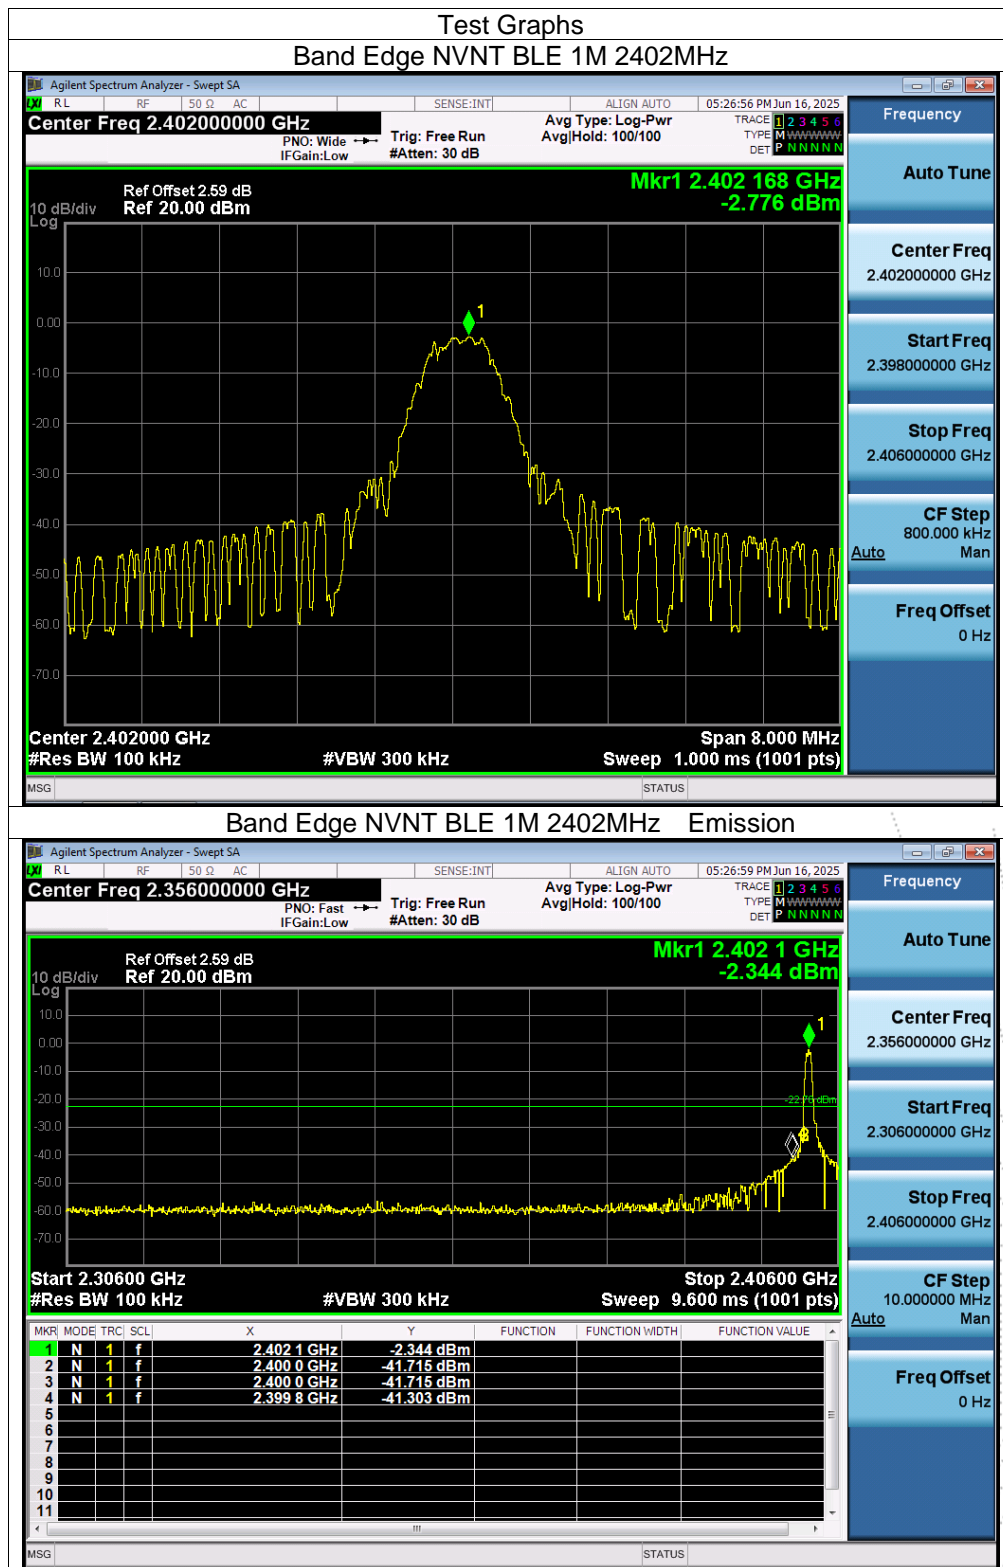 Test Graphs
Band Edge NVNT BLE 1M 2402MHz
Agilent Spectrum Analyzer - Swept SA
LXI RL RF 50 Ω AC SENSE:INT ALIGN AUTO 05:26:56 PM Jun 16, 2025
Center Freq 2.402000000 GHz
PNO: Wide
IFGain:Low
Trig: Free Run
#Atten: 30 dB
Avg Type: Log-Pwr
Avg|Hold: 100/100
TRACE 1 2 3 4 5 6
TYPE M WWWWW
DET P N N N N N
Ref Offset 2.59 dB
10 dB/div Ref 20.00 dBm
Log
Mkr1 2.402 168 GHz
-2.776 dBm
1
10.0
0.00
-10.0
-20.0
-30.0
-40.0
-50.0
-60.0
-70.0
Center 2.402000 GHz Span 8.000 MHz
#Res BW 100 kHz #VBW 300 kHz Sweep 1.000 ms (1001 pts)
MSG STATUS
Frequency
Auto Tune
Center Freq
2.402000000 GHz
Start Freq
2.398000000 GHz
Stop Freq
2.406000000 GHz
CF Step
800.000 kHz
Auto Man
Freq Offset
0 Hz
Band Edge NVNT BLE 1M 2402MHz Emission
Agilent Spectrum Analyzer - Swept SA
LXI RL RF 50 Ω AC SENSE:INT ALIGN AUTO 05:26:59 PM Jun 16, 2025
Center Freq 2.356000000 GHz
PNO: Fast
IFGain:Low
Trig: Free Run
#Atten: 30 dB
Avg Type: Log-Pwr
Avg|Hold: 100/100
TRACE 1 2 3 4 5 6
TYPE M WWWWW
DET P N N N N N
Ref Offset 2.59 dB
10 dB/div Ref 20.00 dBm
Log
Mkr1 2.402 1 GHz
-2.344 dBm
1
10.0
0.00
-10.0
-20.0
-22.78 dBm
-30.0
-40.0
-50.0
-60.0
-70.0
Start 2.30600 GHz Stop 2.40600 GHz
#Res BW 100 kHz #VBW 300 kHz Sweep 9.600 ms (1001 pts)
MKR MODE TRC SCL X Y FUNCTION FUNCTION WIDTH FUNCTION VALUE
1 N 1 f 2.402 1 GHz -2.344 dBm
2 N 1 f 2.400 0 GHz -41.715 dBm
3 N 1 f 2.400 0 GHz -41.715 dBm
4 N 1 f 2.399 8 GHz -41.303 dBm
5
6
7
8
9
10
11
MSG STATUS
Frequency
Auto Tune
Center Freq
2.356000000 GHz
Start Freq
2.306000000 GHz
Stop Freq
2.406000000 GHz
CF Step
10.000000 MHz
Auto Man
Freq Offset
0 Hz